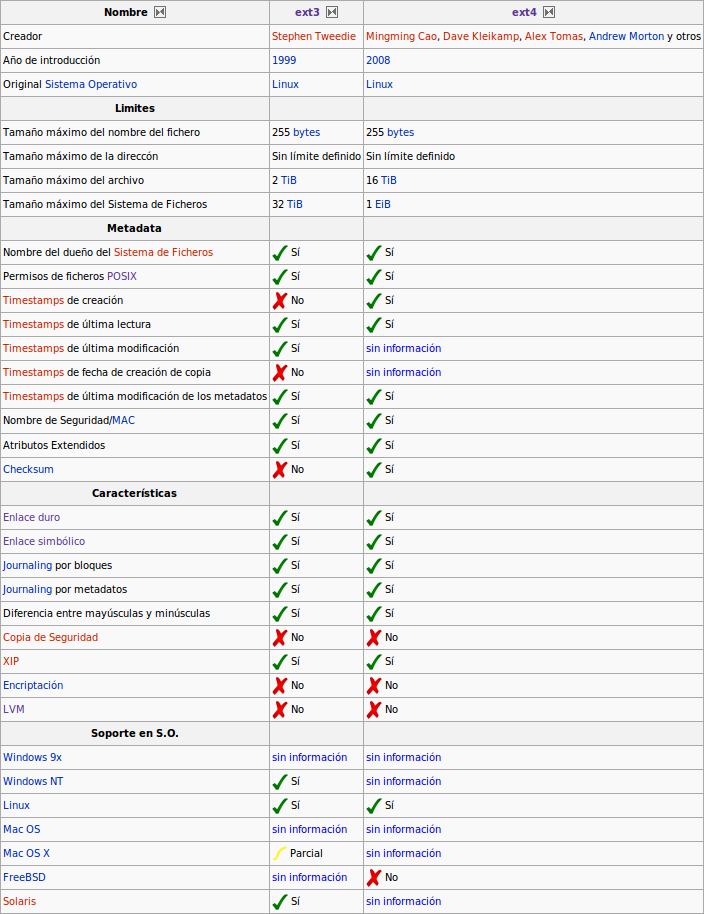 Nombre ext3 ext4
Creador Stephen Tweedie Mingming Cao, Dave Kleikamp, Alex Tomas, Andrew Morton y otros
Año de introducción 1999 2008
Original Sistema Operativo Linux Linux
Limites
Tamaño máximo del nombre del fichero 255 bytes 255 bytes
Tamaño máximo de la direccón Sin límite definido Sin límite definido
Tamaño máximo del archivo 2 TiB 16 TiB
Tamaño máximo del Sistema de Ficheros 32 TiB 1 EiB
Metadata
Nombre del dueño del Sistema de Ficheros Sí Sí
Permisos de ficheros POSIX Sí Sí
Timestamps de creación No Sí
Timestamps de última lectura Sí Sí
Timestamps de última modificación Sí sin información
Timestamps de fecha de creación de copia No sin información
Timestamps de última modificación de los metadatos Sí Sí
Nombre de Seguridad/MAC Sí Sí
Atributos Extendidos Sí Sí
Checksum No Sí
Características
Enlace duro Sí Sí
Enlace simbólico Sí Sí
Journaling por bloques Sí Sí
Journaling por metadatos Sí Sí
Diferencia entre mayúsculas y minúsculas Sí Sí
Copia de Seguridad No No
XIP Sí Sí
Encriptación No No
LVM No No
Soporte en S.O.
Windows 9x sin información sin información
Windows NT Sí sin información
Linux Sí Sí
Mac OS sin información sin información
Mac OS X Parcial sin información
FreeBSD sin información No
Solaris Sí sin información